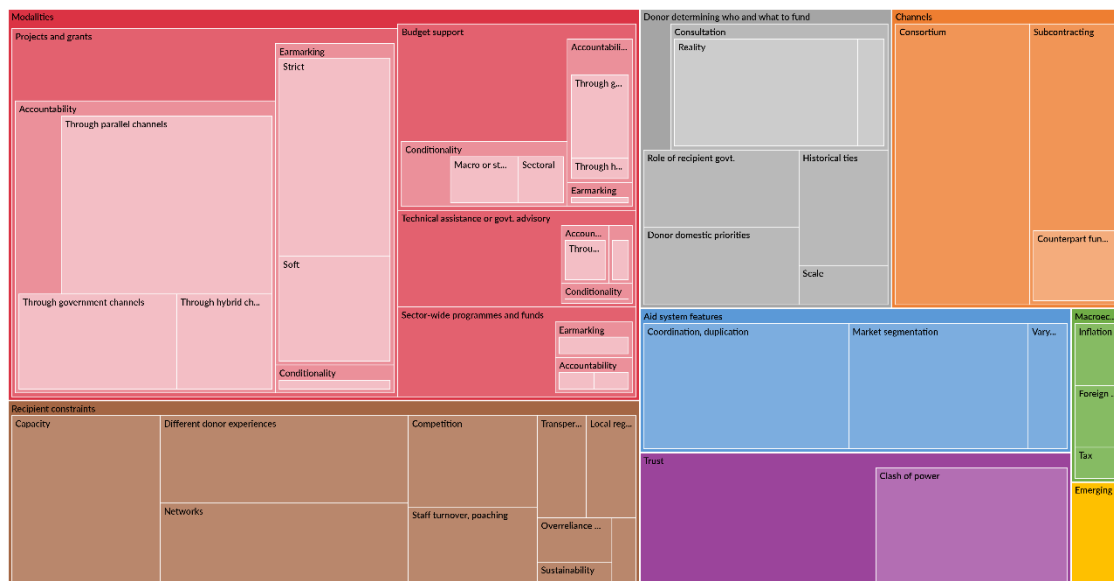 Modalities
Projects and grants
Accountability
Through parallel channels
Through government channels
Through hybrid ch...
Earmarking
Strict
Soft
Conditionality
Budget support
Accountabili...
Through g...
Through h...
Earmarking
Conditionality
Macro or st...
Sectoral
Technical assistance or govt. advisory
Accoun...
Throu...
Conditionality
Sector-wide programmes and funds
Earmarking
Accountability
Donor determining who and what to fund
Consultation
Reality
Role of recipient govt.
Historical ties
Donor domestic priorities
Scale
Channels
Consortium
Subcontracting
Counterpart fun...
Recipient constraints
Capacity
Different donor experiences
Networks
Competition
Staff turnover, poaching
Transper...
Local reg...
Overreliance ...
Sustainability
Aid system features
Coordination, duplication
Market segmentation
Vary...
Trust
Clash of power
Macroec...
Inflation
Foreign ...
Tax
Emerging